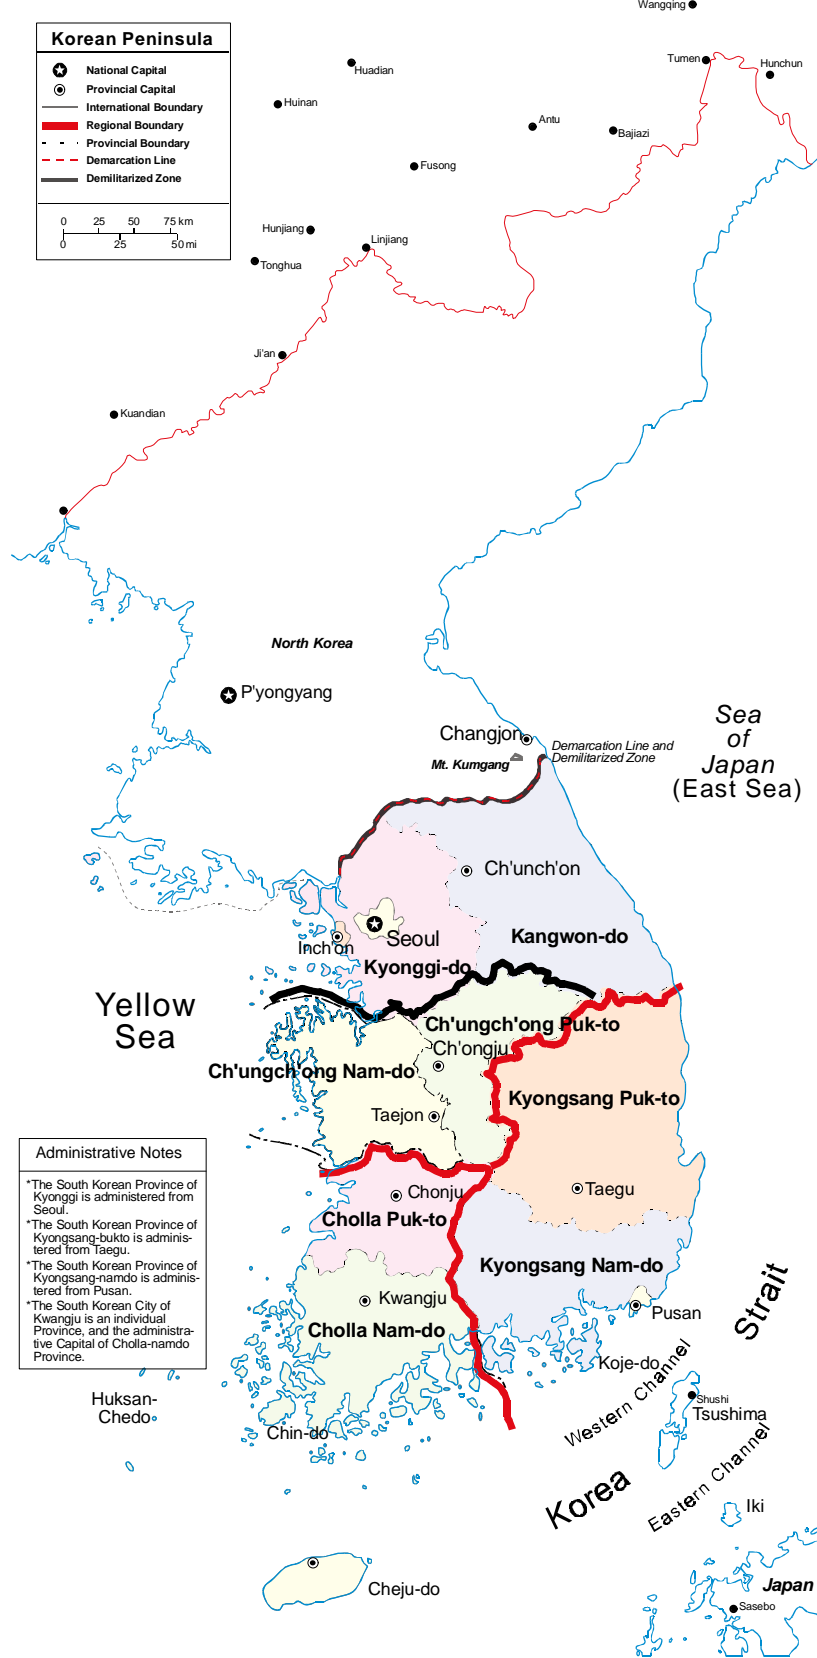 Wangqing
Korean Peninsula
National Capital
Provincial Capital
International Boundary
Regional Boundary
Provincial Boundary
Demarcation Line
Demilitarized Zone
0 25 50 75 km
0 25 50 mi
Huadian
Tumen
Hunchun
Huinan
Antu
Bajiazi
Fusong
Hunjiang
Linjiang
Tonghua
Ji'an
Kuandian
North Korea
P'yongyang
Changjon
Mt. Kumgang
Demarcation Line and
Demilitarized Zone
Sea
of
Japan
(East Sea)
Ch'unch'on
Seoul
Inch'on
Kangwon-do
Kyonggi-do
Yellow
Sea
Ch'ungch'ong Puk-to
Ch'ongju
Ch'ungch'ong Nam-do
Kyongsang Puk-to
Taejon
Administrative Notes
*The South Korean Province of
Kyonggi is administered from
Seoul.
*The South Korean Province of
Kyongsang-bukto is adminis-
tered from Taegu.
*The South Korean Province of
Kyongsang-namdo is adminis-
tered from Pusan.
*The South Korean City of
Kwangju is an individual
Province, and the administra-
tive Capital of Cholla-namdo
Province.
Chonju
Taegu
Cholla Puk-to
Kyongsang Nam-do
Kwangju
Pusan
Cholla Nam-do
Koje-do
Korea Strait
Western Channel
Shushi
Tsushima
Eastern Channel
Huksan-
Chedo
Chin-do
Iki
Cheju-do
Japan
Sasebo